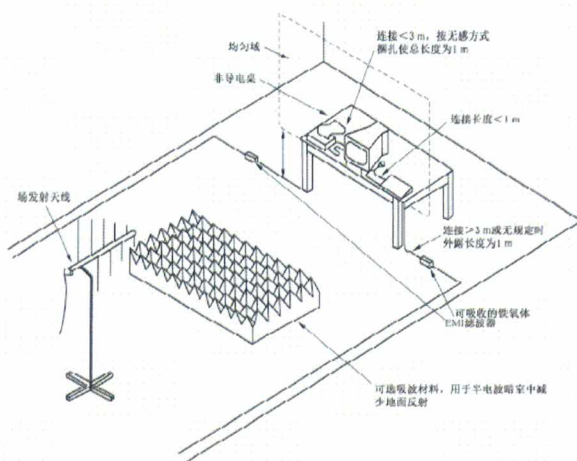 连接<3 m，按无感方式
捆扎使总长度为1 m
均匀域
非导电桌
连接长度<1 m
场发射天线
连接>3 m或无规定时
外露长度为1 m
可吸收的铁氧体
EMI滤波器
可选吸波材料，用于半电波暗室中减
少地面反射